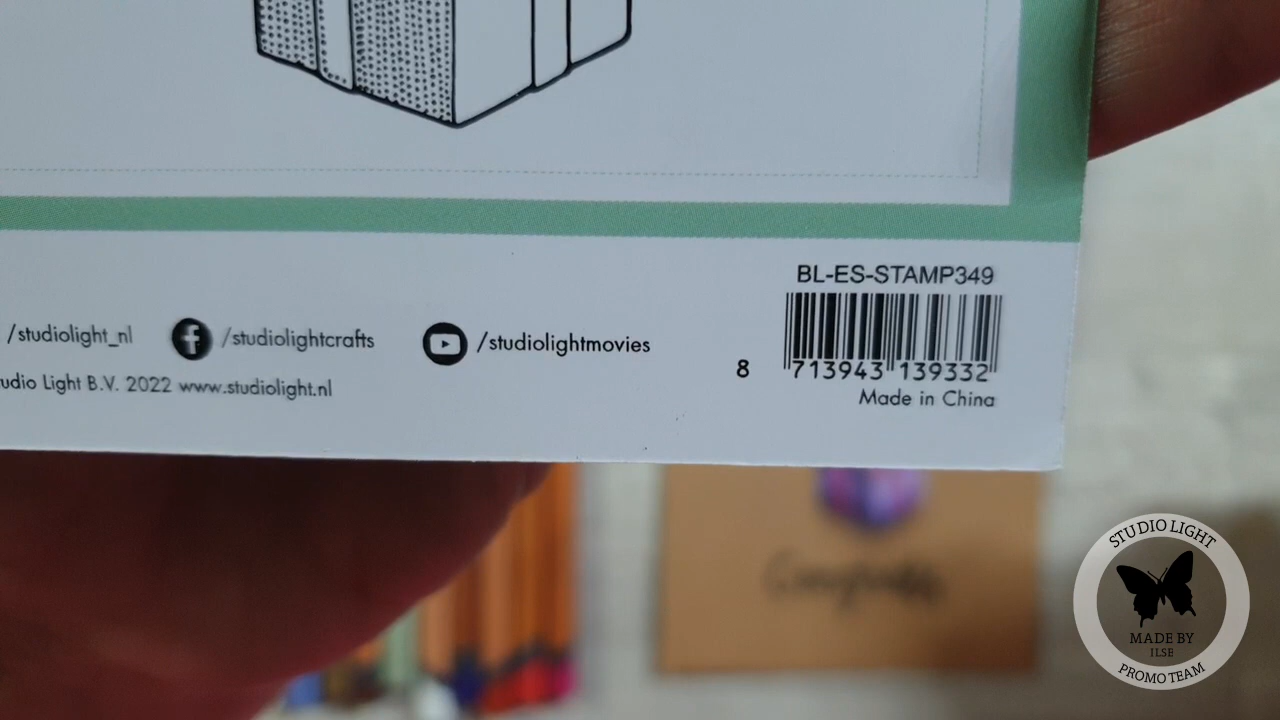 BL-ES-STAMP349
/studiolight_nl /studiolightcrafts /studiolightmovies
8 713943 139332
udio Light B.V. 2022 www.studiolight.nl
Made in China
Congrats
STUDIO LIGHT
MADE BY
ILSE
PROMO TEAM